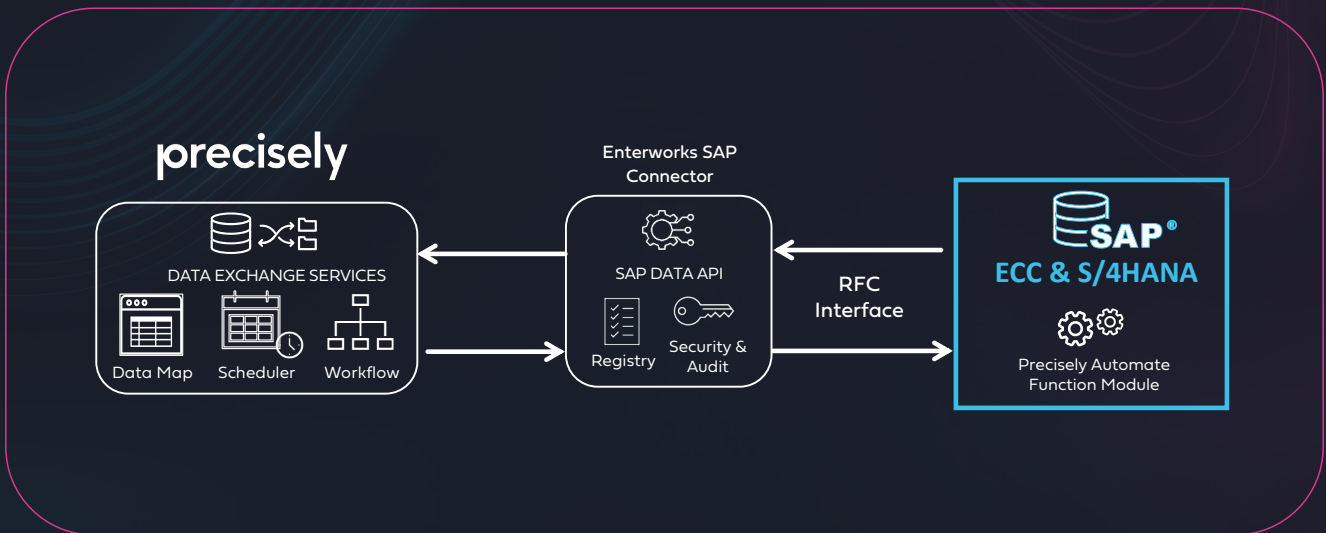 precisely
DATA EXCHANGE SERVICES
Data Map
Scheduler
Workflow
Enterworks SAP
Connector
SAP DATA API
Registry
Security &
Audit
RFC
Interface
SAP®
ECC & S/4HANA
Precisely Automate
Function Module